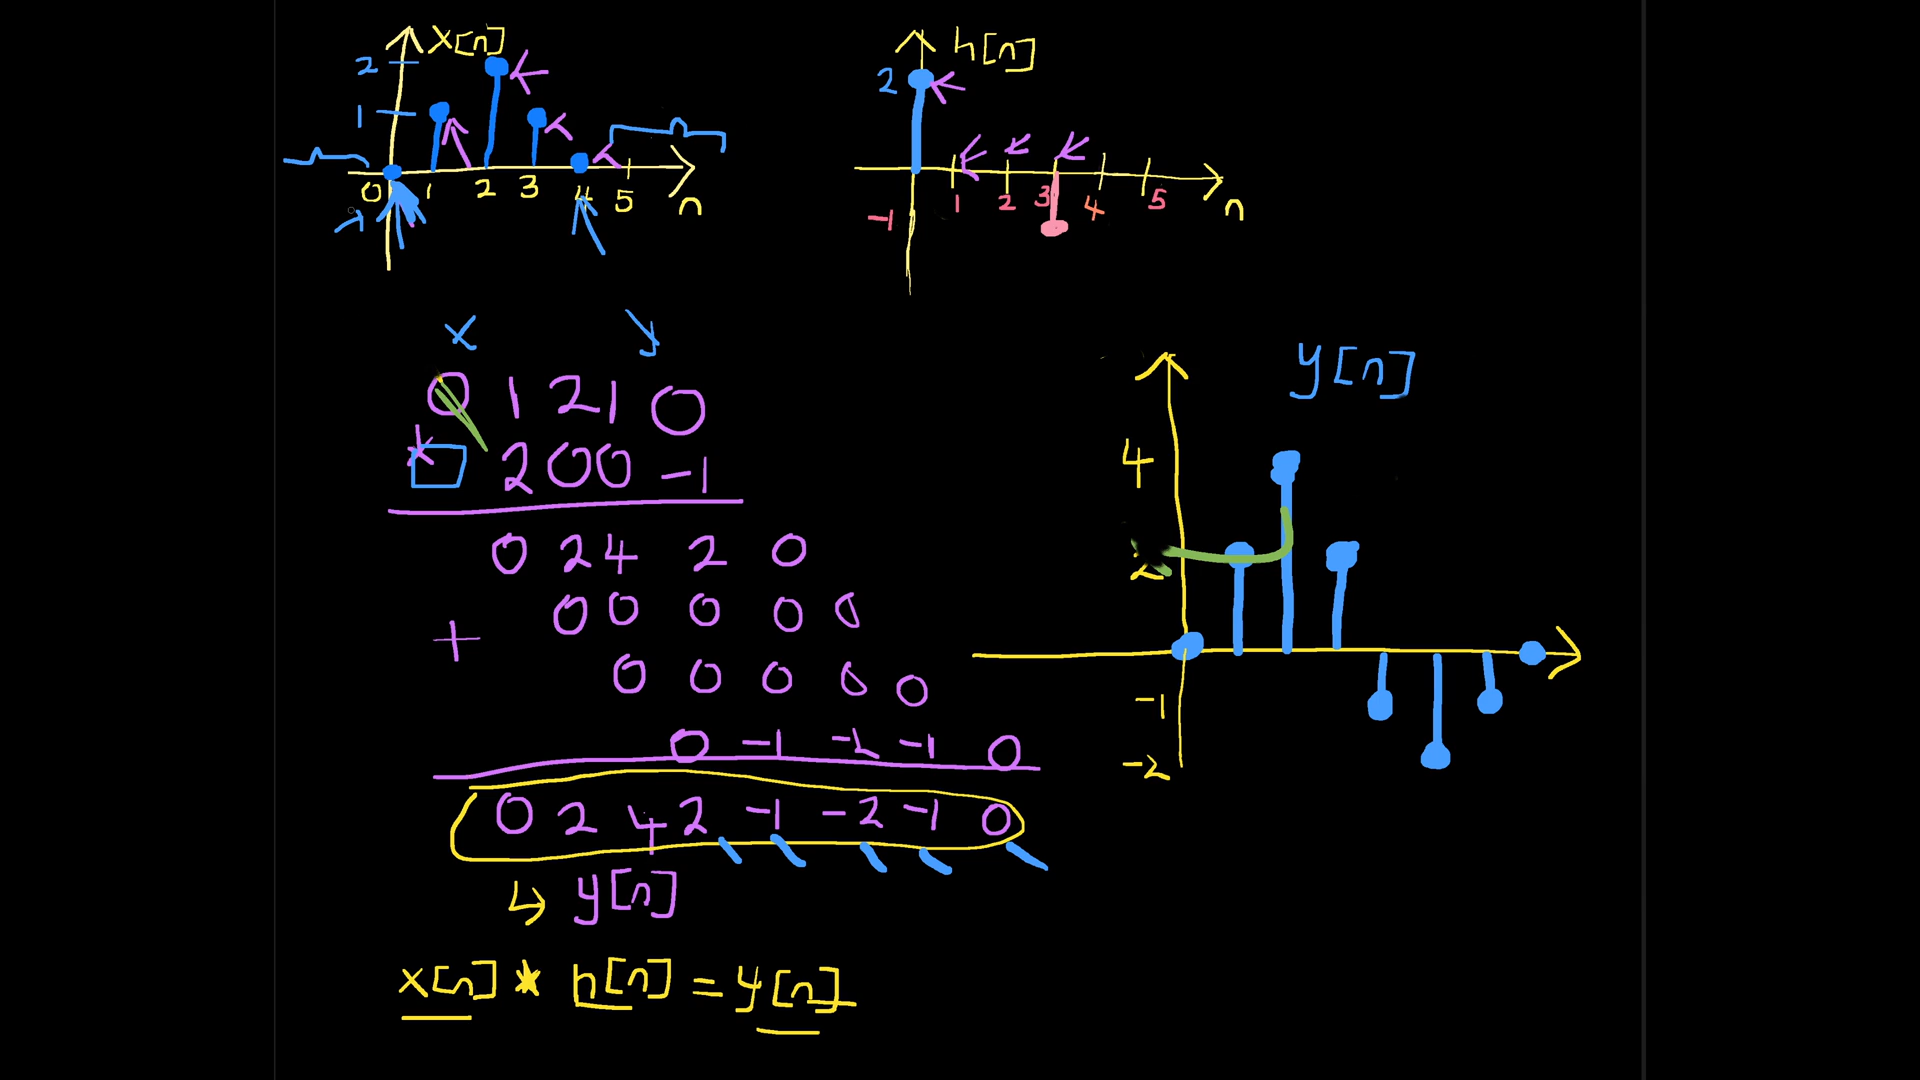 x[n]
2
1
0 1 2 3 4 5 n
-1
h[n]
2
1 2 3 4 5 n
-1
x y
0 1 2 1 0
* 2 0 0 -1
0 2 4 2 0
0 0 0 0 0
+
0 0 0 0 0
0 -1 -2 -1 0
0 2 4 2 -1 -2 -1 0
↳ y[n]
x[n] * h[n] = y[n]
y[n]
4
2
-1
-2